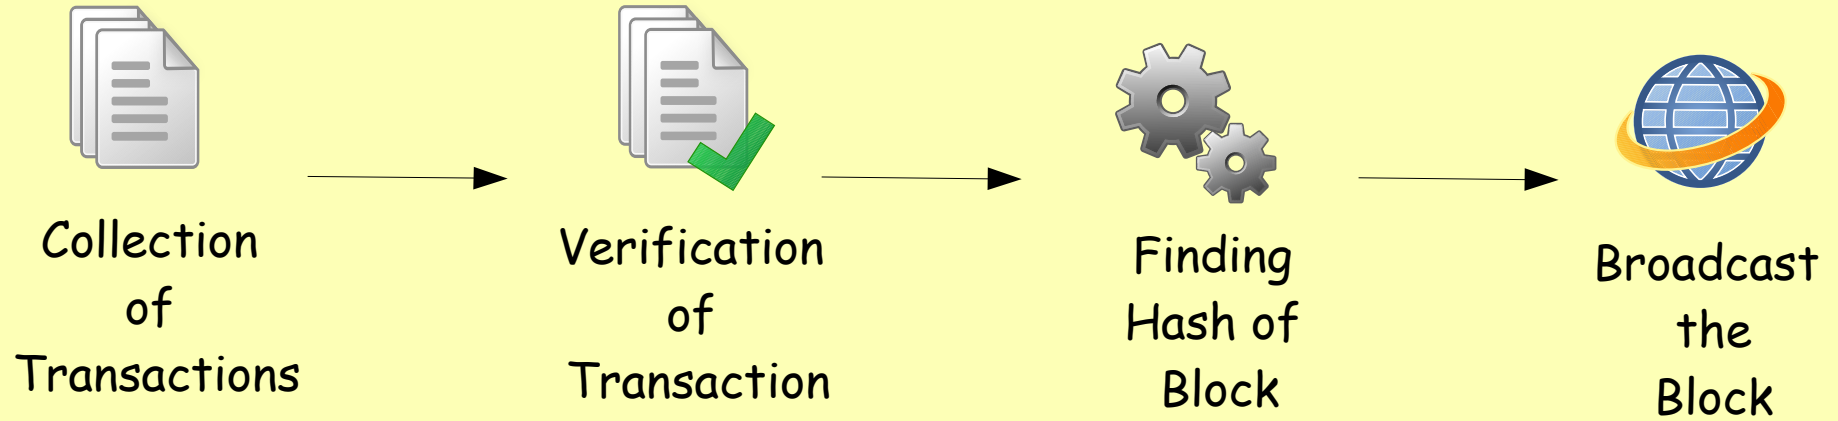 Collection
of
Transactions
Verification
of
Transaction
Finding
Hash of
Block
Broadcast
the
Block